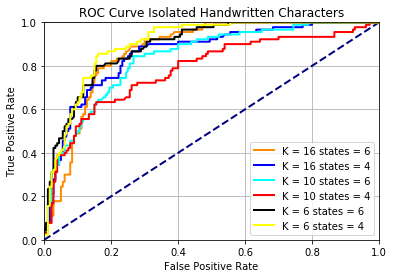 ROC Curve Isolated Handwritten Characters
True Positive Rate
1.0
0.8
0.6
0.4
0.2
0.0
K = 16 states = 6
K = 16 states = 4
K = 10 states = 6
K = 10 states = 4
K = 6 states = 6
K = 6 states = 4
0.0 0.2 0.4 0.6 0.8 1.0
False Positive Rate